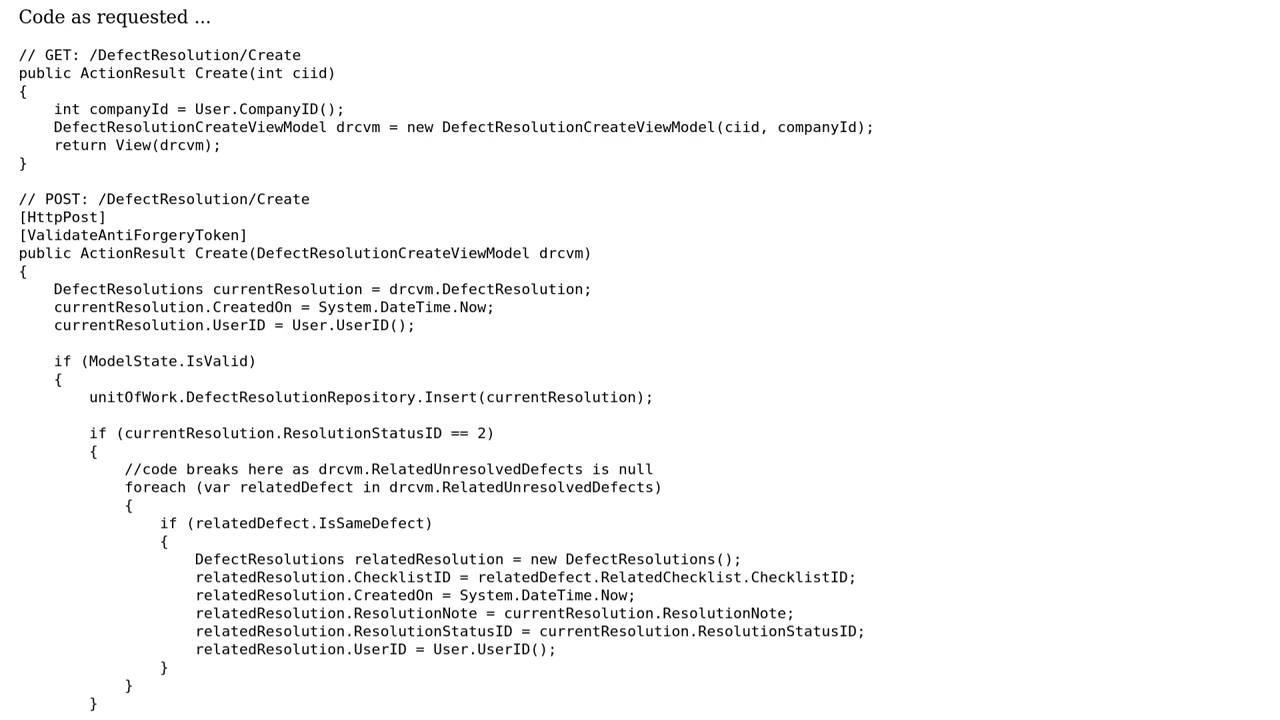 Code as requested ...
// GET: /DefectResolution/Create
public ActionResult Create(int ciid)
{
    int companyId = User.CompanyID();
    DefectResolutionCreateViewModel drcvm = new DefectResolutionCreateViewModel(ciid, companyId);
    return View(drcvm);
}

// POST: /DefectResolution/Create
[HttpPost]
[ValidateAntiForgeryToken]
public ActionResult Create(DefectResolutionCreateViewModel drcvm)
{
    DefectResolutions currentResolution = drcvm.DefectResolution;
    currentResolution.CreatedOn = System.DateTime.Now;
    currentResolution.UserID = User.UserID();

    if (ModelState.IsValid)
    {
        unitOfWork.DefectResolutionRepository.Insert(currentResolution);

        if (currentResolution.ResolutionStatusID == 2)
        {
            //code breaks here as drcvm.RelatedUnresolvedDefects is null
            foreach (var relatedDefect in drcvm.RelatedUnresolvedDefects)
            {
                if (relatedDefect.IsSameDefect)
                {
                    DefectResolutions relatedResolution = new DefectResolutions();
                    relatedResolution.ChecklistID = relatedDefect.RelatedChecklist.ChecklistID;
                    relatedResolution.CreatedOn = System.DateTime.Now;
                    relatedResolution.ResolutionNote = currentResolution.ResolutionNote;
                    relatedResolution.ResolutionStatusID = currentResolution.ResolutionStatusID;
                    relatedResolution.UserID = User.UserID();
                }
            }
        }